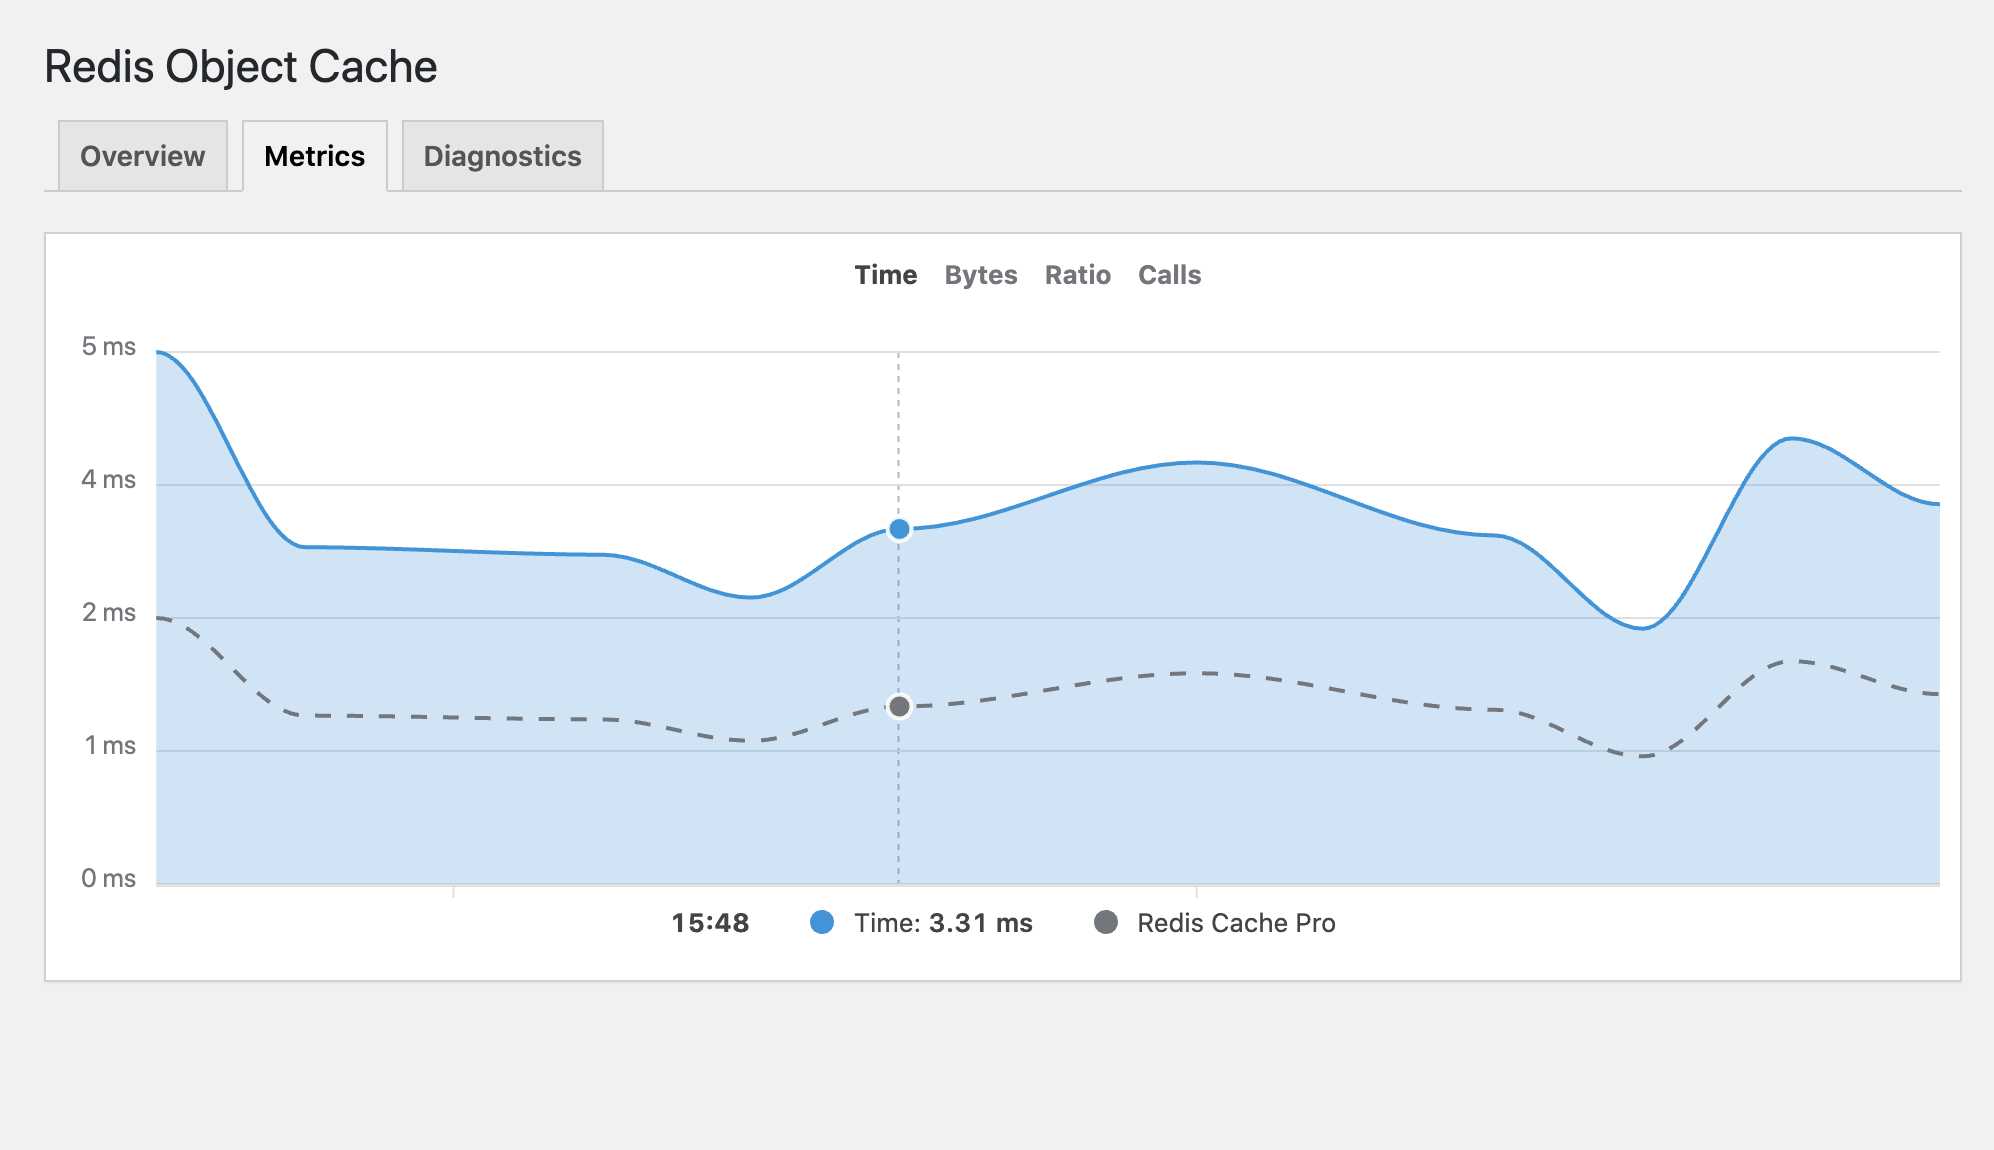 Redis Object Cache
Overview Metrics Diagnostics
Time Bytes Ratio Calls
5 ms
4 ms
2 ms
1 ms
0 ms
15:48 Time: 3.31 ms Redis Cache Pro